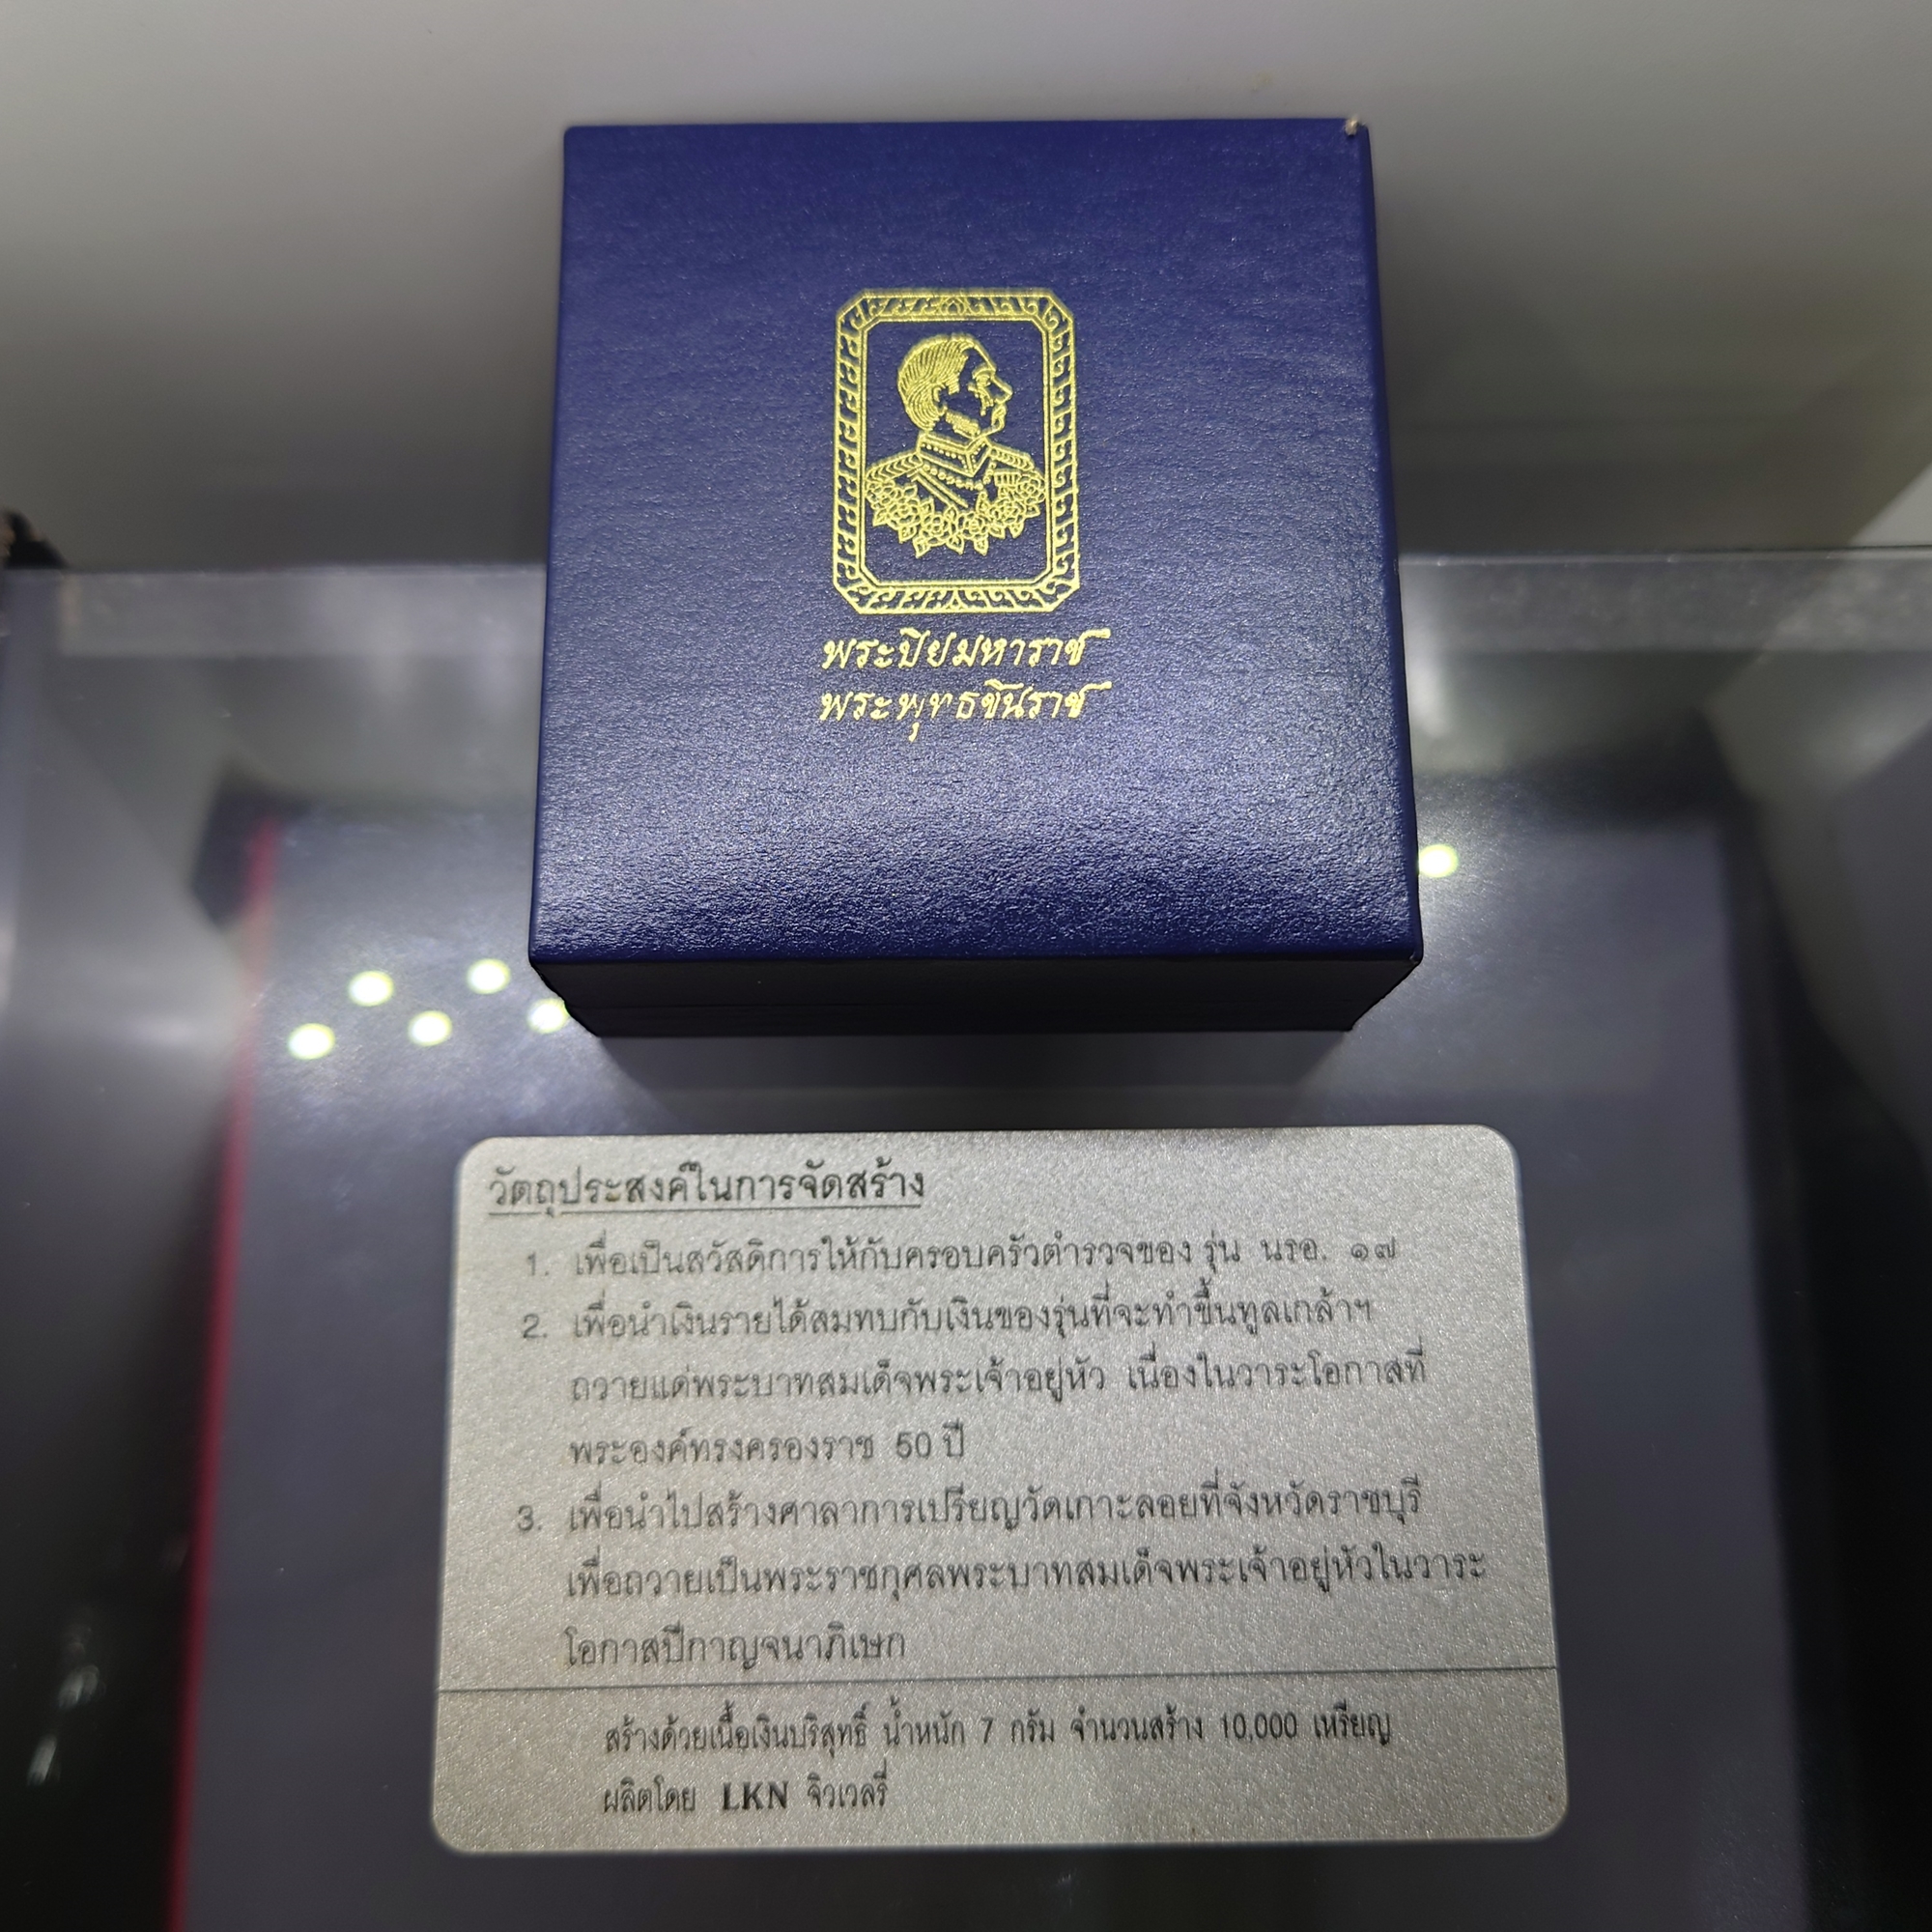 พระปิยมหาราช
พระพุทธชินราช
วัตถุประสงค์ในการจัดสร้าง
1. เพื่อเป็นสวัสดิการให้กับครอบครัวตำรวจของ รุ่น นรอ. ๑๗
2. เพื่อนำเงินรายได้สมทบกับเงินของรุ่นที่จะทำขึ้นทูลเกล้าฯ
ถวายแด่พระบาทสมเด็จพระเจ้าอยู่หัว เนื่องในวาระโอกาสที่
พระองค์ทรงครองราช 50 ปี
3. เพื่อนำไปสร้างศาลาการเปรียญวัดเกาะลอยที่จังหวัดราชบุรี
เพื่อถวายเป็นพระราชกุศลพระบาทสมเด็จพระเจ้าอยู่หัวในวาระ
โอกาสปีกาญจนาภิเษก
สร้างด้วยเนื้อเงินบริสุทธิ์ น้ำหนัก 7 กรัม จำนวนสร้าง 10,000 เหรียญ
ผลิตโดย LKN จิวเวลรี่